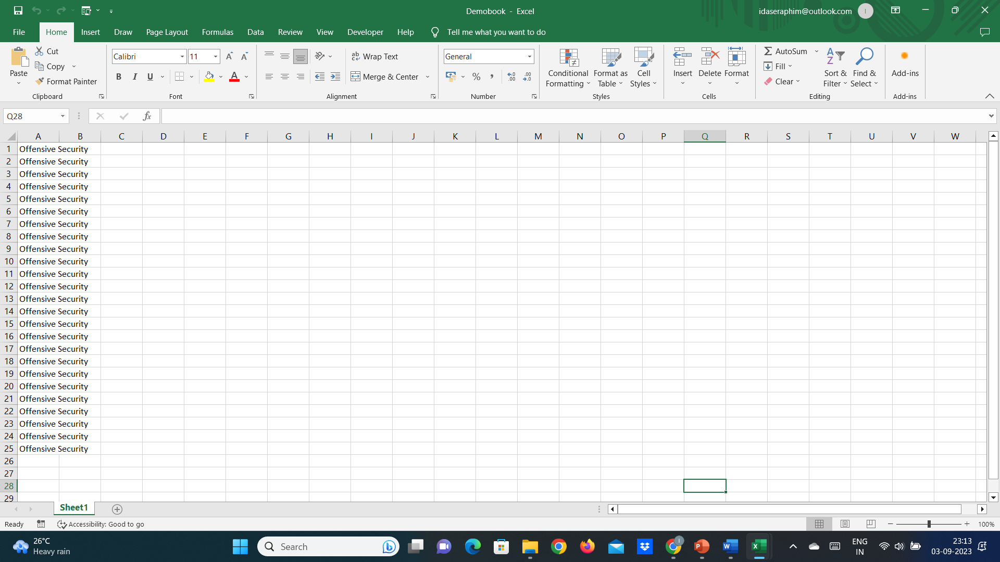 Demobook - Excel
idaseraphim@outlook.com
I
File Home Insert Draw Page Layout Formulas Data Review View Developer Help Tell me what you want to do
Paste
Cut
Copy
Format Painter
Clipboard
Calibri 11
B I U
Font
Wrap Text
Merge & Center
Alignment
General
Number
Conditional Formatting
Format as Table
Cell Styles
Styles
Insert Delete Format
Cells
AutoSum
Fill
Clear
Sort & Filter
Find & Select
Editing
Add-ins
Add-ins
Q28
fx
A B C D E F G H I J K L M N O P Q R S T U V W
1 Offensive Security
2 Offensive Security
3 Offensive Security
4 Offensive Security
5 Offensive Security
6 Offensive Security
7 Offensive Security
8 Offensive Security
9 Offensive Security
10 Offensive Security
11 Offensive Security
12 Offensive Security
13 Offensive Security
14 Offensive Security
15 Offensive Security
16 Offensive Security
17 Offensive Security
18 Offensive Security
19 Offensive Security
20 Offensive Security
21 Offensive Security
22 Offensive Security
23 Offensive Security
24 Offensive Security
25 Offensive Security
26
27
28
29
Sheet1
Ready
Accessibility: Good to go
100%
26°C
Heavy rain
Search
ENG
IN
23:13
03-09-2023